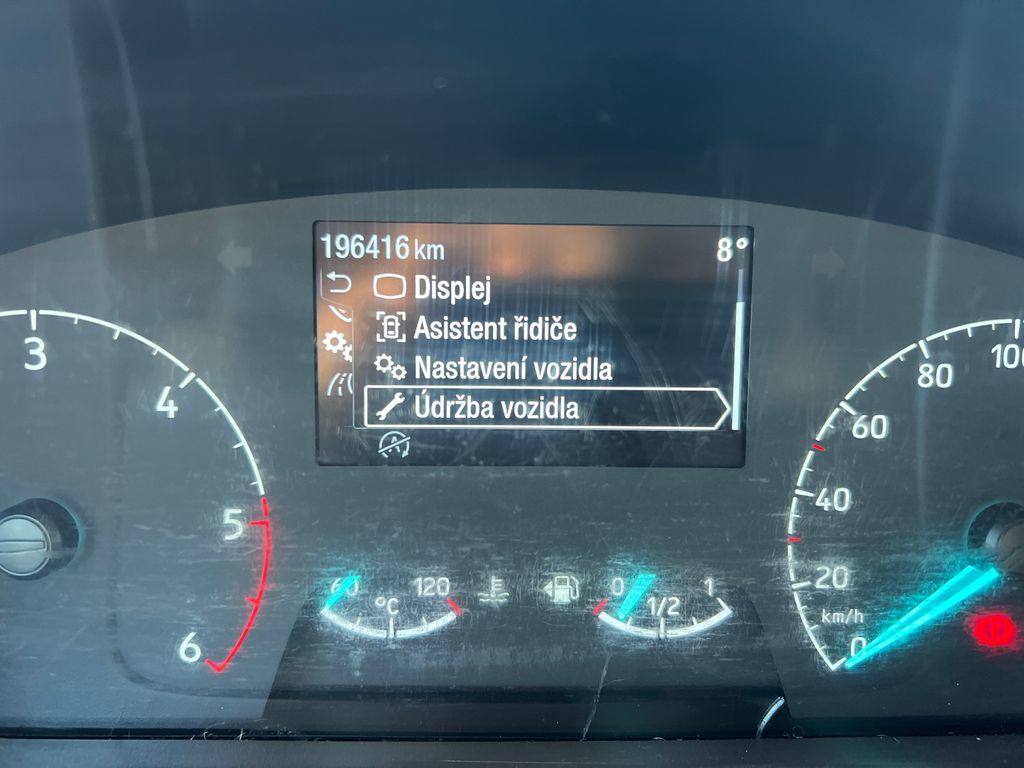 196416 km 8°
Displej
Asistent řidiče
Nastavení vozidla
Údržba vozidla
3
4
5
6
60 °C 120
0 1/2 1
0
20
40
60
80
100
km/h